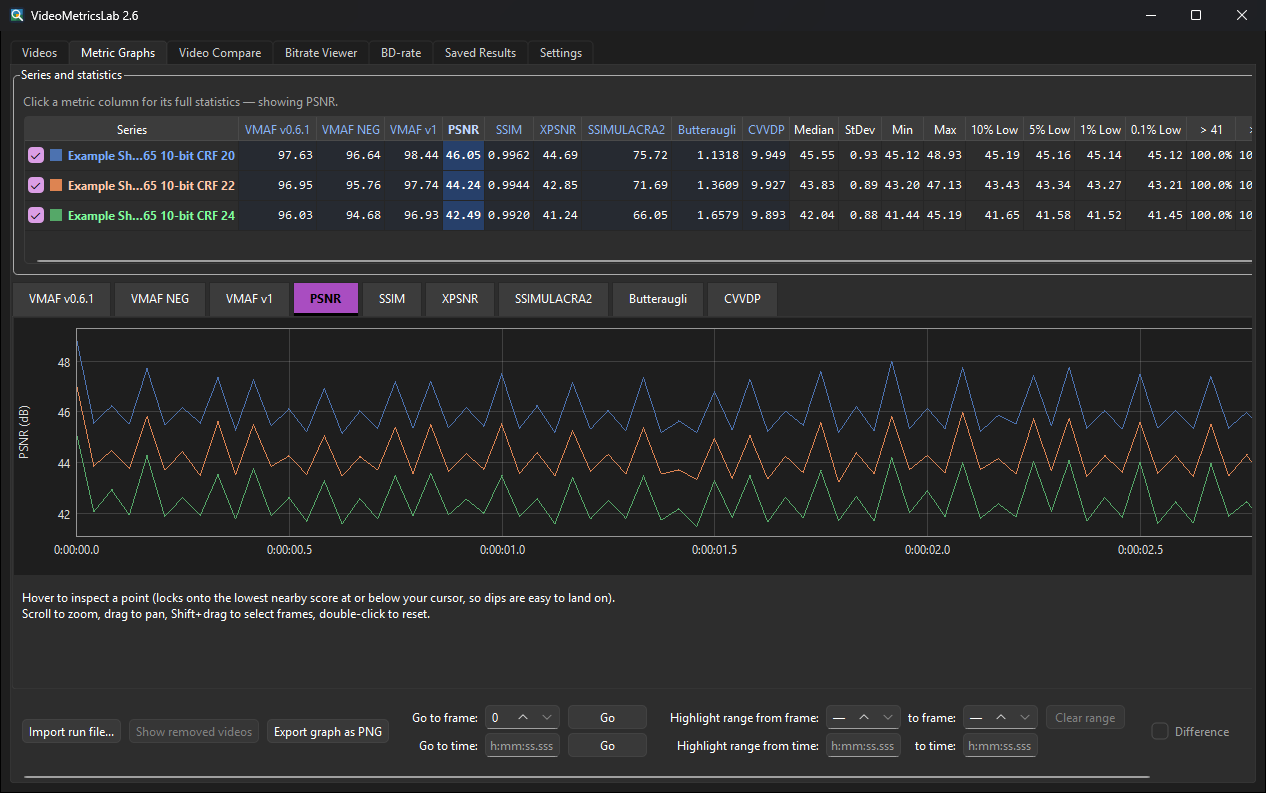 VideoMetricsLab 2.6
Videos Metric Graphs Video Compare Bitrate Viewer BD-rate Saved Results Settings
Series and statistics
Click a metric column for its full statistics — showing PSNR.
Series VMAF v0.6.1 VMAF NEG VMAF v1 PSNR SSIM XPSNR SSIMULACRA2 Butteraugli CVVDP Median StDev Min Max 10% Low 5% Low 1% Low 0.1% Low > 41 >
Example Sh...65 10-bit CRF 20 97.63 96.64 98.44 46.05 0.9962 44.69 75.72 1.1318 9.949 45.55 0.93 45.12 48.93 45.19 45.16 45.14 45.12 100.0% 10
Example Sh...65 10-bit CRF 22 96.95 95.76 97.74 44.24 0.9944 42.85 71.69 1.3609 9.927 43.83 0.89 43.20 47.13 43.43 43.34 43.27 43.21 100.0% 10
Example Sh...65 10-bit CRF 24 96.03 94.68 96.93 42.49 0.9920 41.24 66.05 1.6579 9.893 42.04 0.88 41.44 45.19 41.65 41.58 41.52 41.45 100.0% 10
VMAF v0.6.1 VMAF NEG VMAF v1 PSNR SSIM XPSNR SSIMULACRA2 Butteraugli CVVDP
PSNR (dB)
48
46
44
42
0:00:00.0 0:00:00.5 0:00:01.0 0:00:01.5 0:00:02.0 0:00:02.5
Hover to inspect a point (locks onto the lowest nearby score at or below your cursor, so dips are easy to land on).
Scroll to zoom, drag to pan, Shift+drag to select frames, double-click to reset.
Import run file... Show removed videos Export graph as PNG
Go to frame: 0 Go Highlight range from frame: — to frame: — Clear range
Go to time: h:mm:ss.sss Go Highlight range from time: h:mm:ss.sss to time: h:mm:ss.sss
Difference